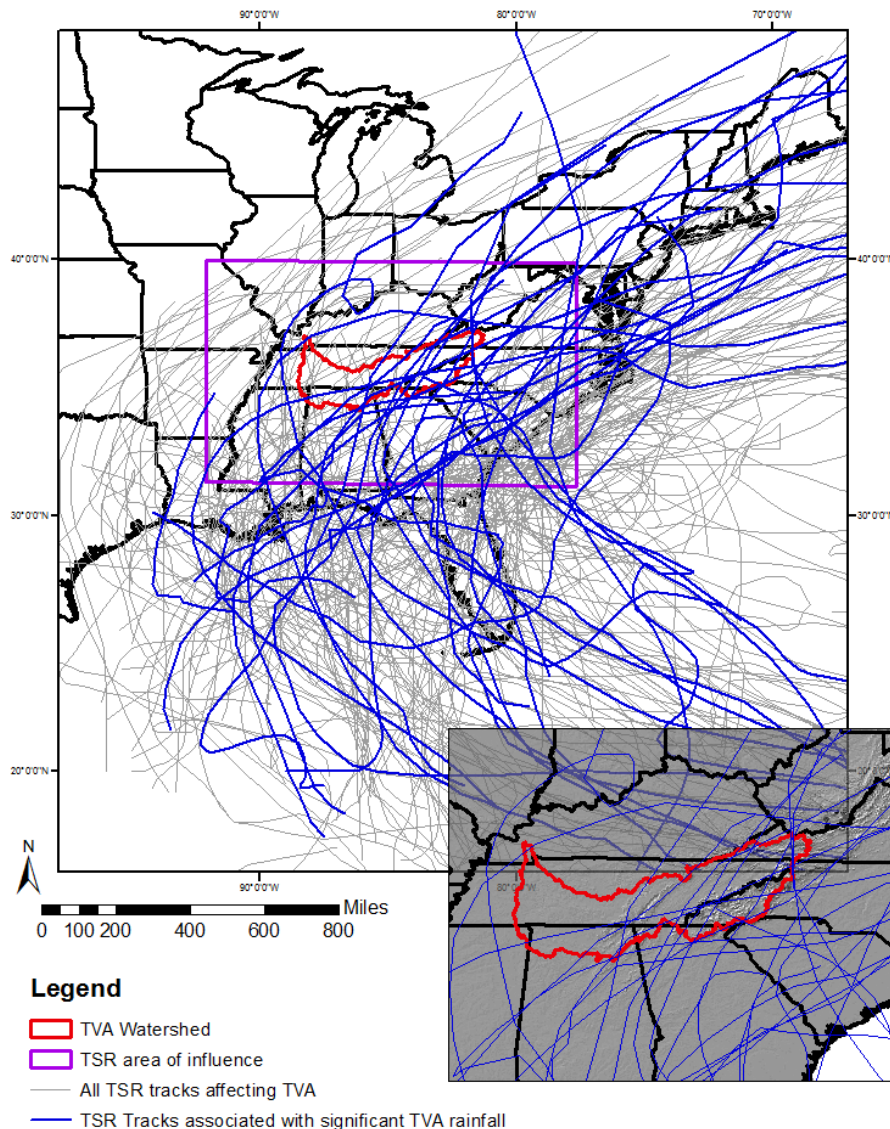 90°0'0"W 80°0'0"W 70°0'0"W
40°0'0"N 40°0'0"N
30°0'0"N 30°0'0"N
20°0'0"N
N
90°0'0"W
Miles
0 100 200 400 600 800
Legend
TVA Watershed
TSR area of influence
All TSR tracks affecting TVA
TSR Tracks associated with significant TVA rainfall